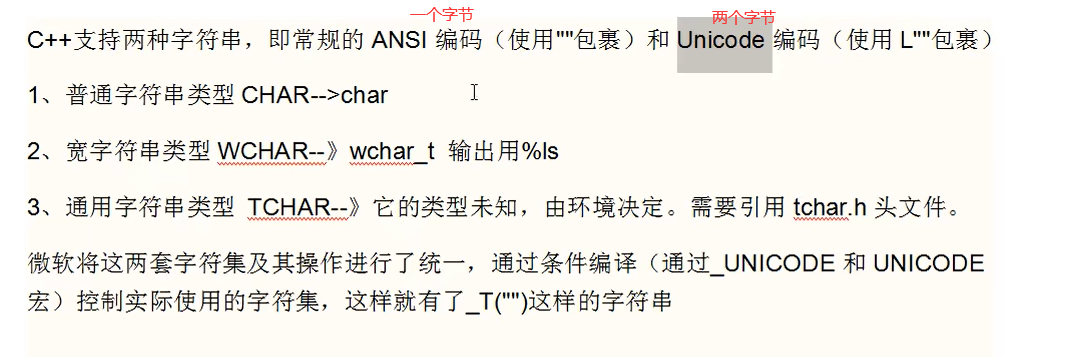 一个字节 两个字节
C++支持两种字符串，即常规的 ANSI 编码（使用""包裹）和 Unicode 编码（使用 L""包裹）
1、普通字符串类型 CHAR-->char
2、宽字符串类型 WCHAR--》wchar_t 输出用%ls
3、通用字符串类型 TCHAR--》它的类型未知，由环境决定。需要引用 tchar.h 头文件。
微软将这两套字符集及其操作进行了统一，通过条件编译（通过_UNICODE 和 UNICODE
宏）控制实际使用的字符集，这样就有了_T("")这样的字符串